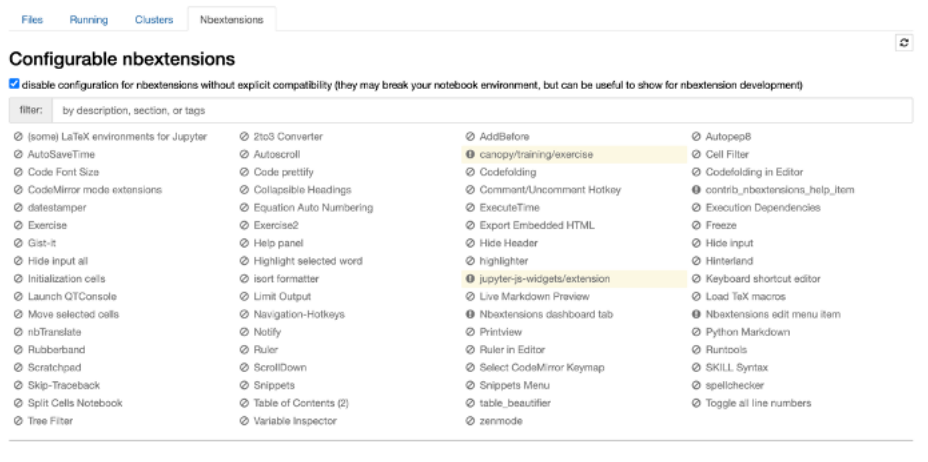 Files Running Clusters Nbextensions
Configurable nbextensions
disable configuration for nbextensions without explicit compatibility (they may break your notebook environment, but can be useful to show for nbextension development)
filter: by description, section, or tags
(some) LaTeX environments for Jupyter 2to3 Converter AddBefore Autopep8
AutoSaveTime Autoscroll canopy/training/exercise Cell Filter
Code Font Size Code prettify Codefolding Codefolding in Editor
CodeMirror mode extensions Collapsible Headings Comment/Uncomment Hotkey contrib_nbextensions_help_item
datestamper Equation Auto Numbering ExecuteTime Execution Dependencies
Exercise Exercise2 Export Embedded HTML Freeze
Gist-it Help panel Hide Header Hide input
Hide input all Highlight selected word highlighter Hinterland
Initialization cells isort formatter jupyter-js-widgets/extension Keyboard shortcut editor
Launch QTConsole Limit Output Live Markdown Preview Load TeX macros
Move selected cells Navigation-Hotkeys Nbextensions dashboard tab Nbextensions edit menu item
nbTranslate Notify Printview Python Markdown
Rubberband Ruler Ruler in Editor Runtools
Scratchpad ScrollDown Select CodeMirror Keymap SKILL Syntax
Skip-Traceback Snippets Snippets Menu spellchecker
Split Cells Notebook Table of Contents (2) table_beautifier Toggle all line numbers
Tree Filter Variable Inspector zenmode